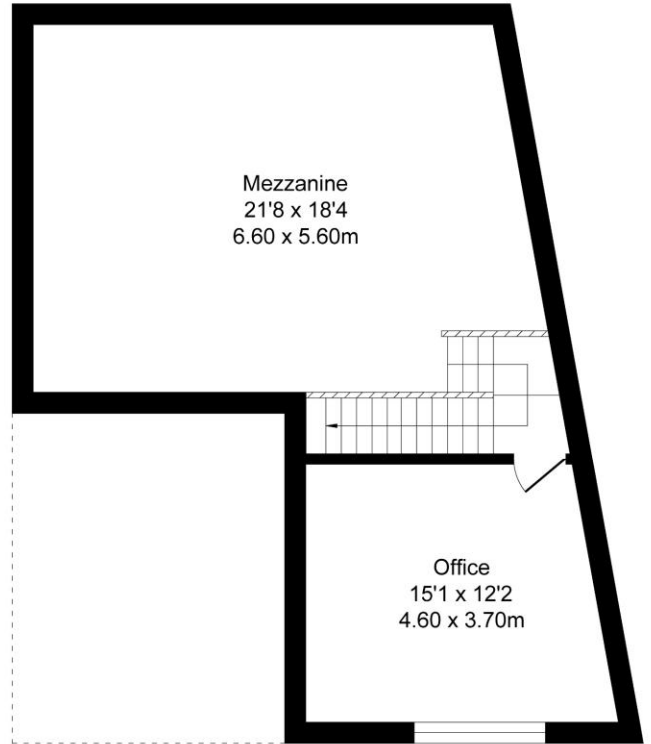 Mezzanine
21'8 x 18'4
6.60 x 5.60m
Office
15'1 x 12'2
4.60 x 3.70m